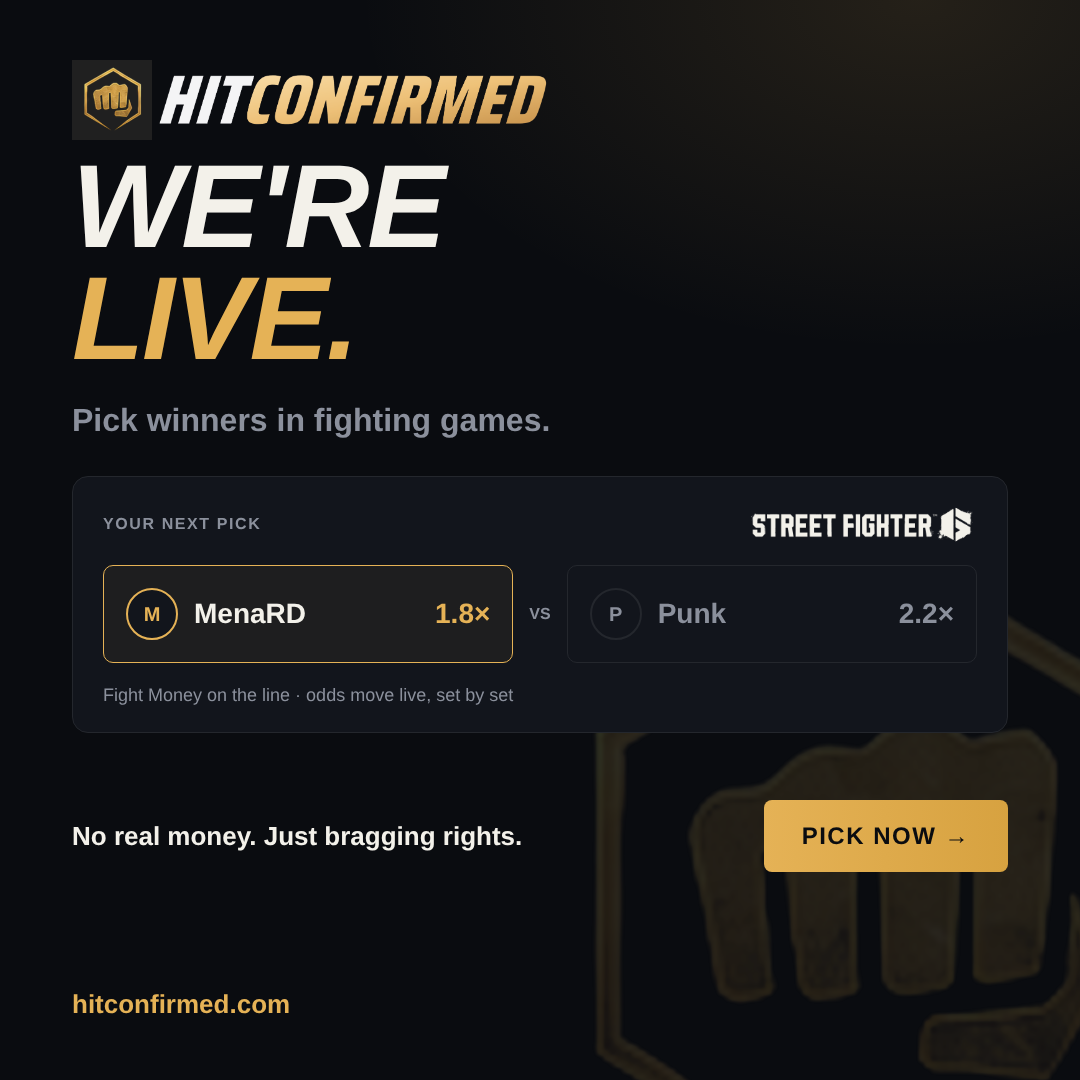 HITCONFIRMED
WE'RE
LIVE.
Pick winners in fighting games.
YOUR NEXT PICK
STREET FIGHTER 6
M MenaRD 1.8× VS P Punk 2.2×
Fight Money on the line · odds move live, set by set
No real money. Just bragging rights.
PICK NOW →
hitconfirmed.com